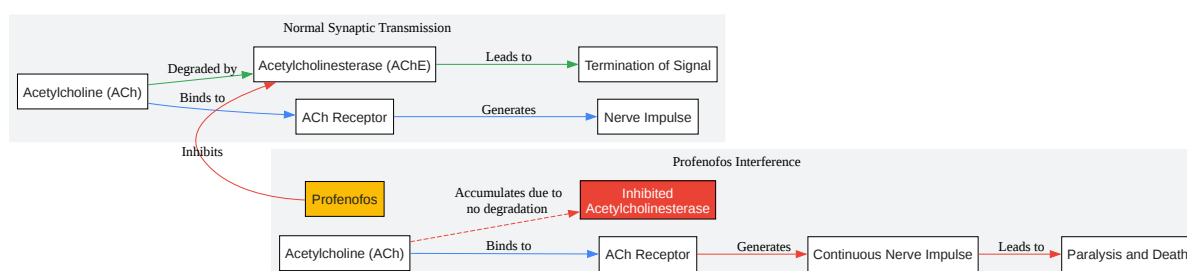 Normal Synaptic Transmission
Acetylcholine (ACh)
Degraded by
Acetylcholinesterase (AChE)
Leads to
Termination of Signal
Binds to
ACh Receptor
Generates
Nerve Impulse
Inhibits
Profenofos Interference
Profenofos
Accumulates due to
no degradation
Inhibited
Acetylcholinesterase
Acetylcholine (ACh)
Binds to
ACh Receptor
Generates
Continuous Nerve Impulse
Leads to
Paralysis and Death